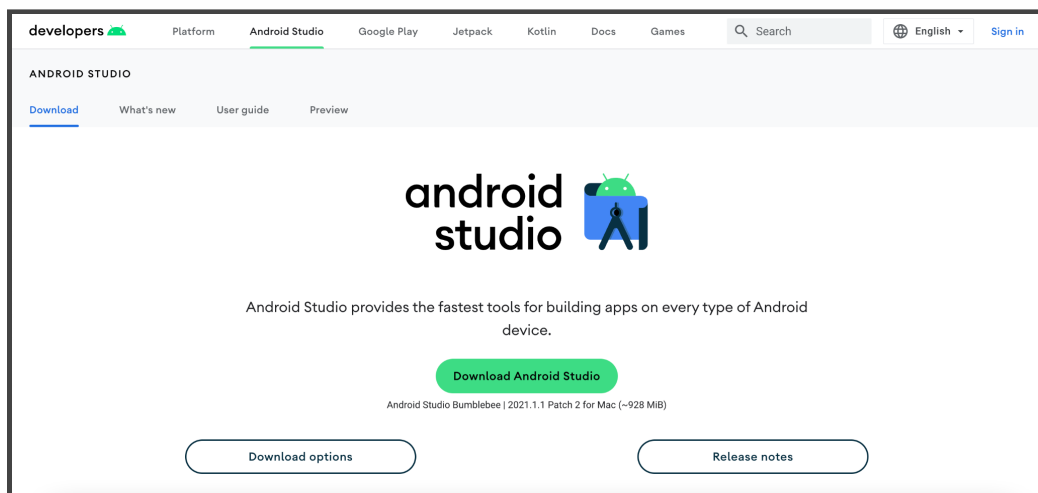 developers Platform Android Studio Google Play Jetpack Kotlin Docs Games Search English Sign in
ANDROID STUDIO
Download What's new User guide Preview
android
studio
Android Studio provides the fastest tools for building apps on every type of Android
device.
Download Android Studio
Android Studio Bumblebee | 2021.1.1 Patch 2 for Mac (~928 MiB)
Download options Release notes